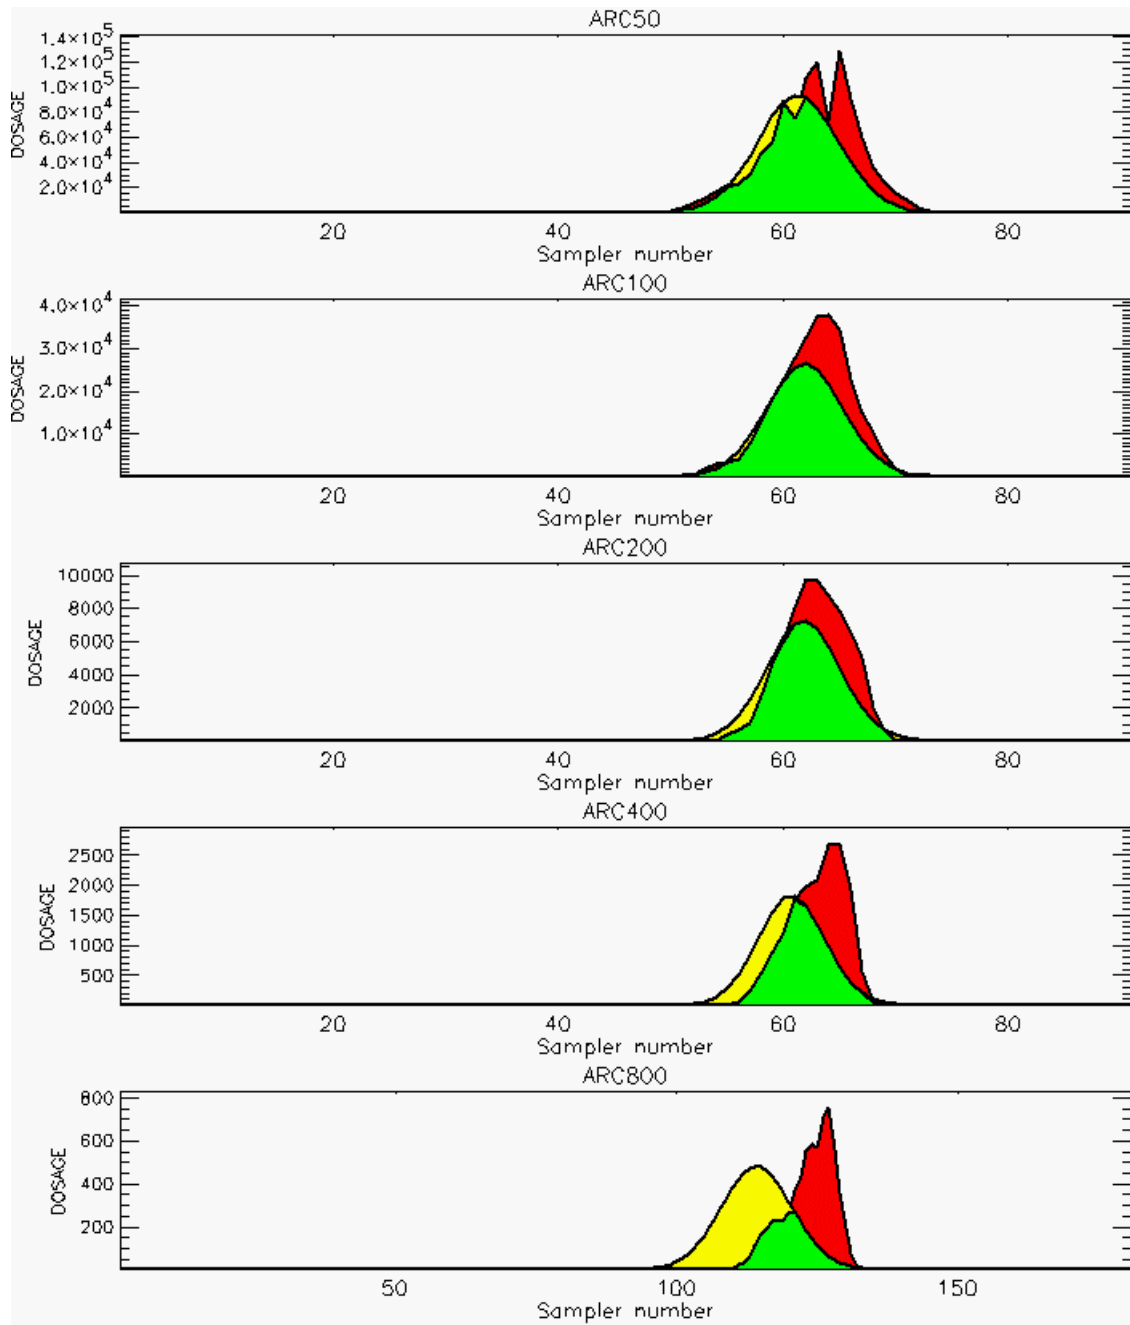 ARC50
1.4×10^5
1.2×10^5
1.0×10^5
8.0×10^4
6.0×10^4
4.0×10^4
2.0×10^4
DOSAGE
20 40 60 80
Sampler number
ARC100
4.0×10^4
3.0×10^4
2.0×10^4
1.0×10^4
DOSAGE
20 40 60 80
Sampler number
ARC200
10000
8000
6000
4000
2000
DOSAGE
20 40 60 80
Sampler number
ARC400
2500
2000
1500
1000
500
DOSAGE
20 40 60 80
Sampler number
ARC800
800
600
400
200
DOSAGE
50 100 150
Sampler number